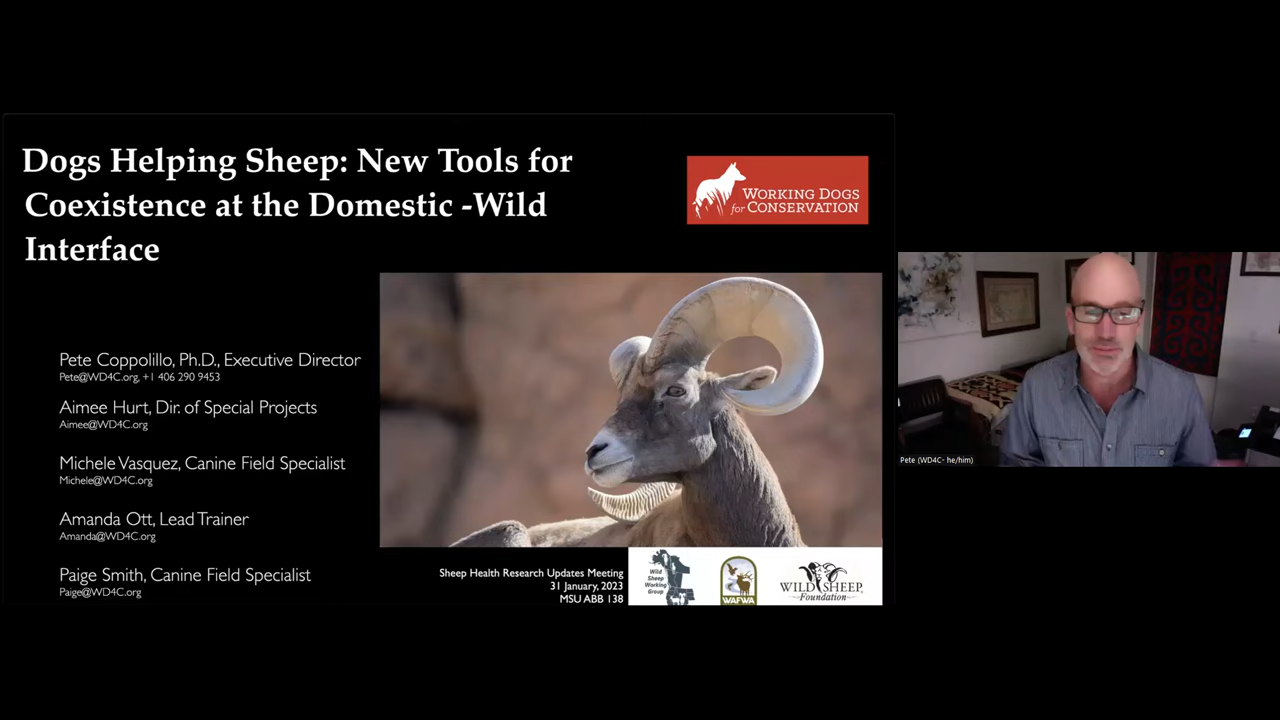 Dogs Helping Sheep: New Tools for
Coexistence at the Domestic -Wild
Interface
WORKING DOGS
for CONSERVATION
Pete Coppolillo, Ph.D., Executive Director
Pete@WD4C.org, +1 406 290 9453
Aimee Hurt, Dir. of Special Projects
Aimee@WD4C.org
Michele Vasquez, Canine Field Specialist
Michele@WD4C.org
Amanda Ott, Lead Trainer
Amanda@WD4C.org
Paige Smith, Canine Field Specialist
Paige@WD4C.org
Sheep Health Research Updates Meeting
31 January, 2023
MSU ABB 138
Wild
Sheep
Working
Group
WAFWA
WILD SHEEP
Foundation
Pete (WD4C- he/him)